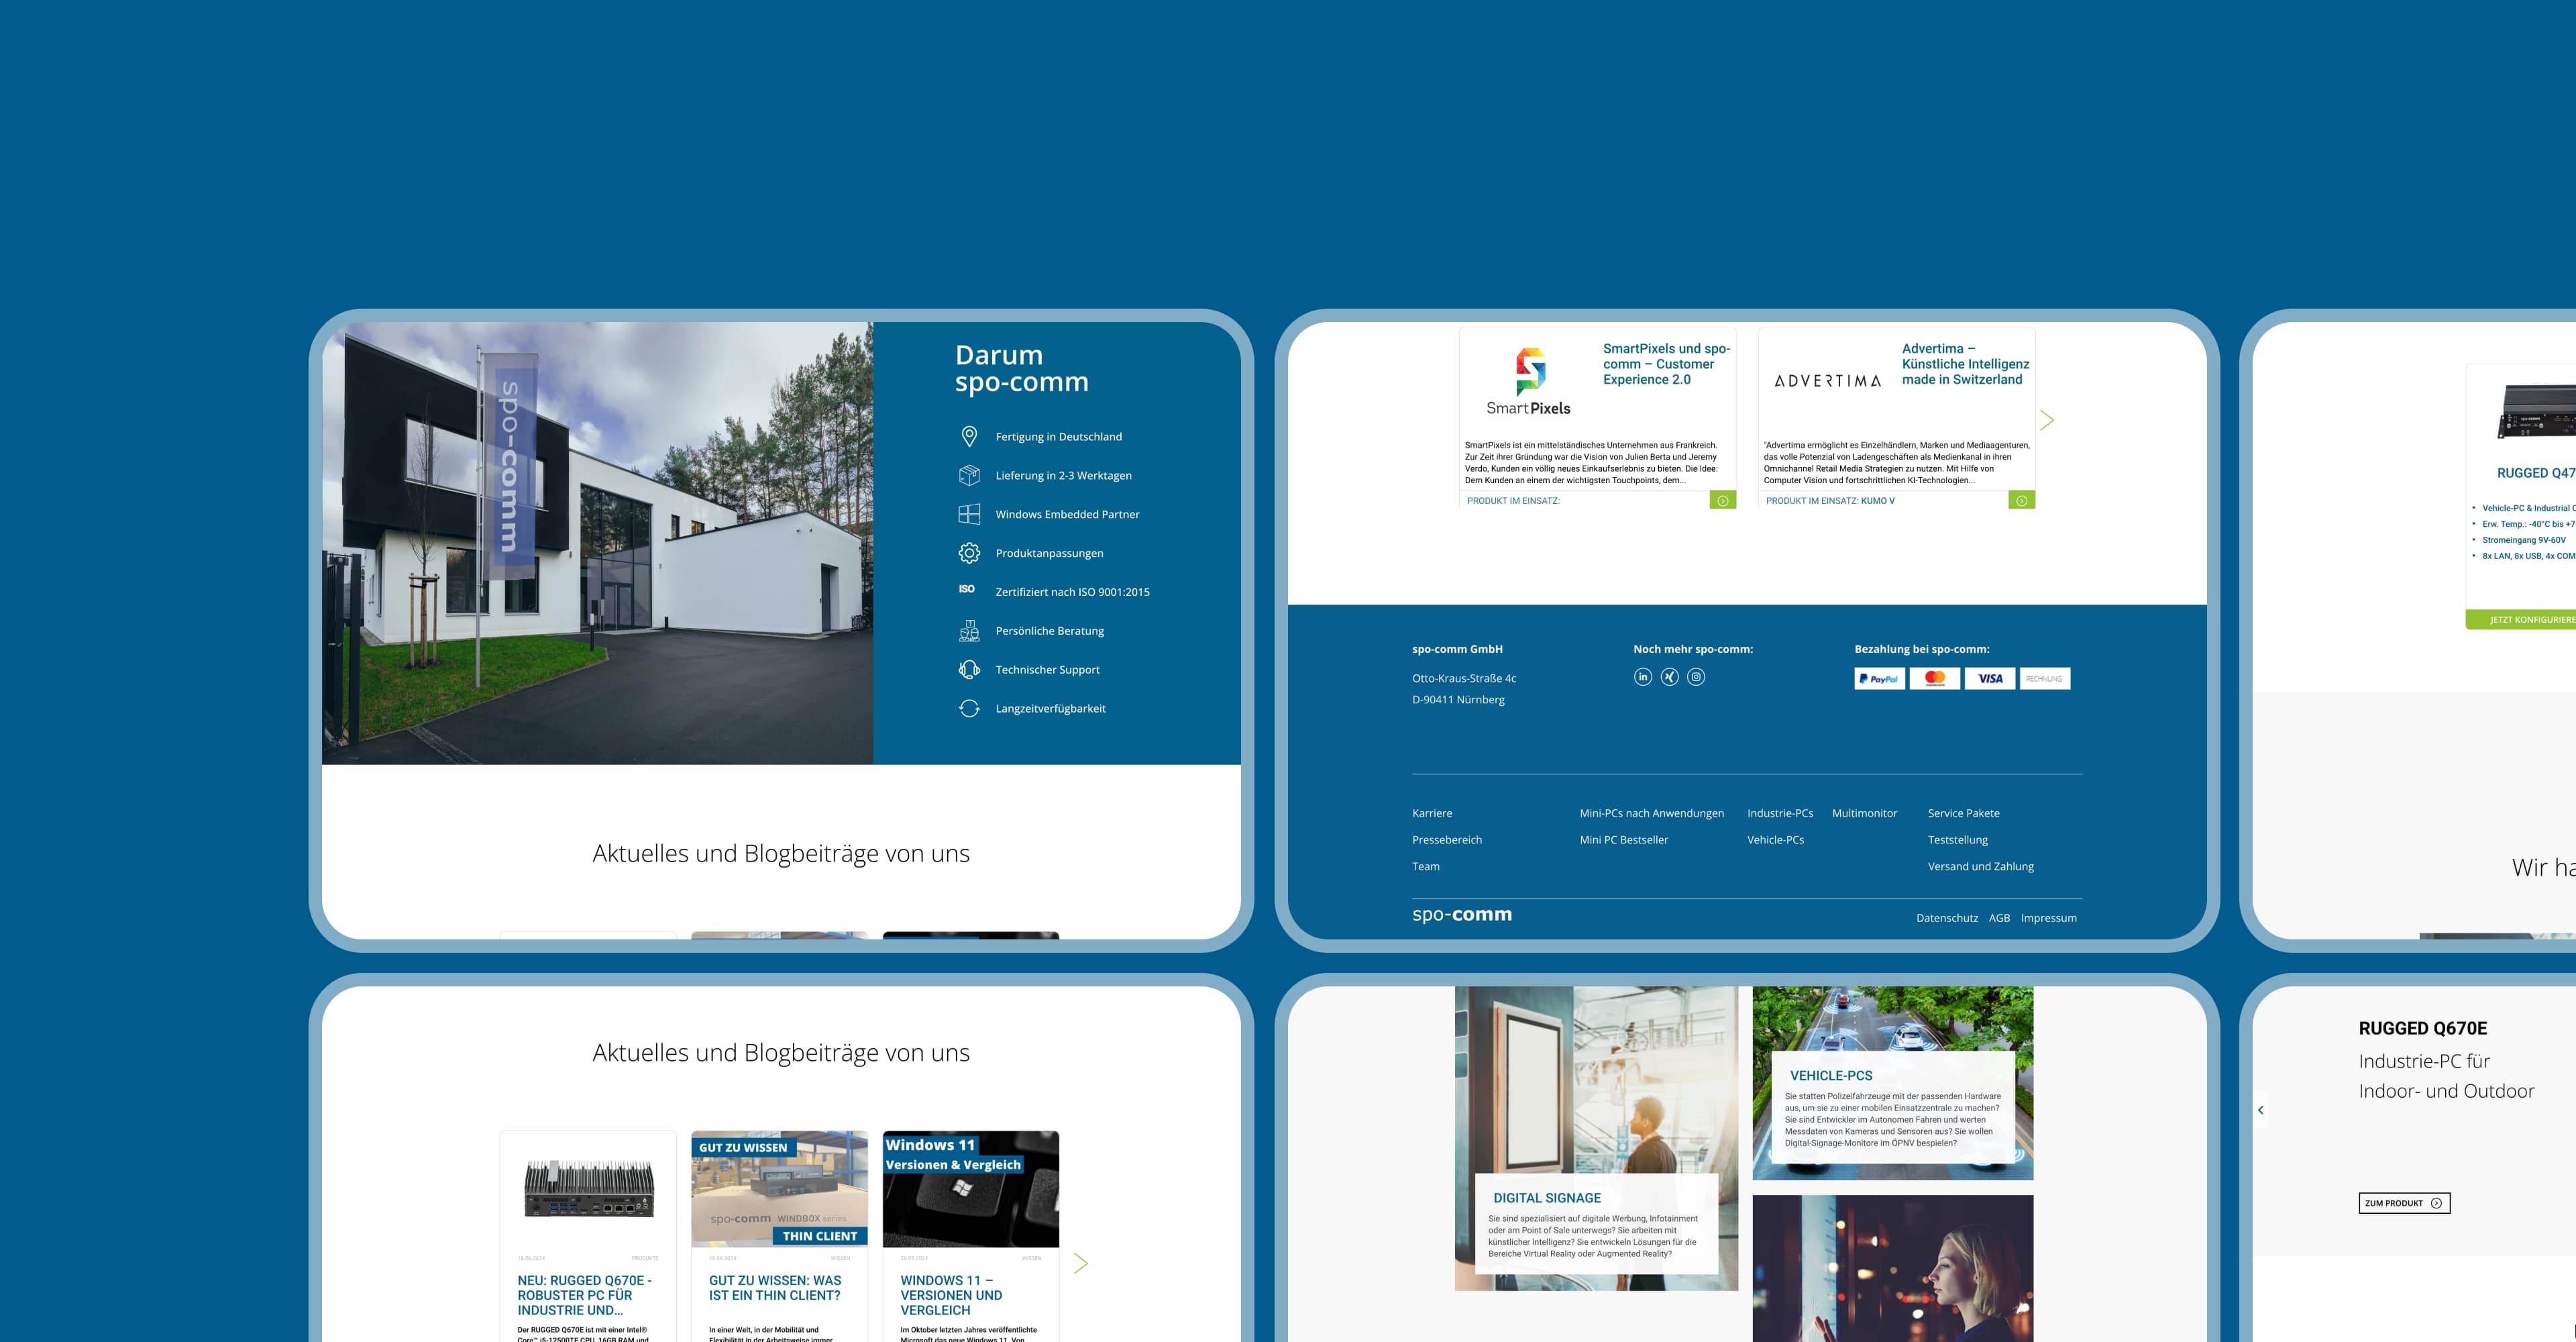 spo-comm
Darum
spo-comm
Fertigung in Deutschland
Lieferung in 2-3 Werktagen
Windows Embedded Partner
Produktanpassungen
ISO
Zertifiziert nach ISO 9001:2015
Persönliche Beratung
Technischer Support
Langzeitverfügbarkeit
Aktuelles und Blogbeiträge von uns
SmartPixels
SmartPixels und spo-
comm – Customer
Experience 2.0
SmartPixels ist ein mittelständisches Unternehmen aus Frankreich.
Zur Zeit ihrer Gründung war die Vision von Julien Berta und Jeremy
Verdo, Kunden ein völlig neues Einkaufserlebnis zu bieten. Die Idee:
Dem Kunden an einem der wichtigsten Touchpoints, dem...
PRODUKT IM EINSATZ:
ADVERTIMA
Advertima –
Künstliche Intelligenz
made in Switzerland
"Advertima ermöglicht es Einzelhändlern, Marken und Mediaagenturen,
das volle Potenzial von Ladengeschäften als Medienkanal in ihren
Omnichannel Retail Media Strategien zu nutzen. Mit Hilfe von
Computer Vision und fortschrittlichen KI-Technologien...
PRODUKT IM EINSATZ: KUMO V
spo-comm GmbH
Otto-Kraus-Straße 4c
D-90411 Nürnberg
Noch mehr spo-comm:
in
Bezahlung bei spo-comm:
PayPal
VISA
RECHNUNG
Karriere
Pressebereich
Team
Mini-PCs nach Anwendungen
Mini PC Bestseller
Industrie-PCs
Vehicle-PCs
Multimonitor
Service Pakete
Teststellung
Versand und Zahlung
spo-comm
Datenschutz AGB Impressum
RUGGED Q47
• Vehicle-PC & Industrial
• Erw. Temp.: -40°C bis +7
• Stromeingang 9V-60V
• 8x LAN, 8x USB, 4x COM
JETZT KONFIGURIERE
Wir ha
Aktuelles und Blogbeiträge von uns
18.06.2024 PRODUKTE
NEU: RUGGED Q670E -
ROBUSTER PC FÜR
INDUSTRIE UND...
Der RUGGED Q670E ist mit einer Intel®
Core™ i5-12500TE CPU, 16GB RAM und
GUT ZU WISSEN
spo-comm WINDBOX series
THIN CLIENT
WISSEN
GUT ZU WISSEN: WAS
IST EIN THIN CLIENT?
In einer Welt, in der Mobilität und
Flexibilität in der Arbeitsweise immer
Windows 11
Versionen & Vergleich
WISSEN
WINDOWS 11 –
VERSIONEN UND
VERGLEICH
Im Oktober letzten Jahres veröffentlichte
Microsoft das neue Windows 11. Von
DIGITAL SIGNAGE
Sie sind spezialisiert auf digitale Werbung, Infotainment
oder am Point of Sale unterwegs? Sie arbeiten mit
künstlicher Intelligenz? Sie entwickeln Lösungen für die
Bereiche Virtual Reality oder Augmented Reality?
VEHICLE-PCS
Sie statten Polizeifahrzeuge mit der passenden Hardware
aus, um sie zu einer mobilen Einsatzzentrale zu machen?
Sie sind Entwickler im Autonomen Fahren und werten
Messdaten von Kameras und Sensoren aus? Sie wollen
Digital-Signage-Monitore im ÖPNV bespielen?
RUGGED Q670E
Industrie-PC für
Indoor- und Outdoor
ZUM PRODUKT